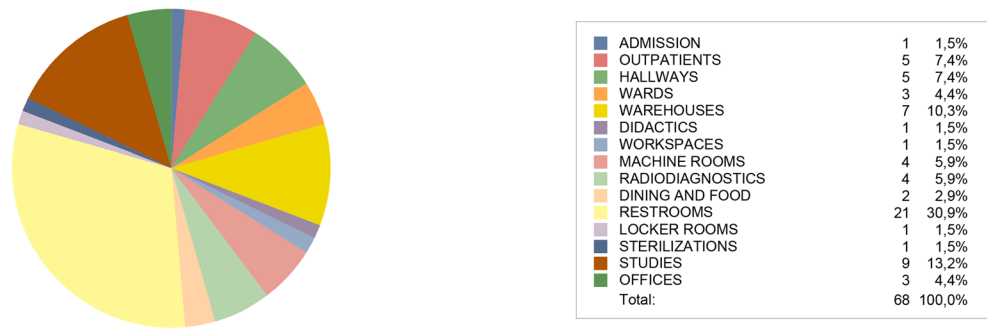 ADMISSION 1 1,5%
OUTPATIENTS 5 7,4%
HALLWAYS 5 7,4%
WARDS 3 4,4%
WAREHOUSES 7 10,3%
DIDACTICS 1 1,5%
WORKSPACES 1 1,5%
MACHINE ROOMS 4 5,9%
RADIODIAGNOSTICS 4 5,9%
DINING AND FOOD 2 2,9%
RESTROOMS 21 30,9%
LOCKER ROOMS 1 1,5%
STERILIZATIONS 1 1,5%
STUDIES 9 13,2%
OFFICES 3 4,4%
Total: 68 100,0%